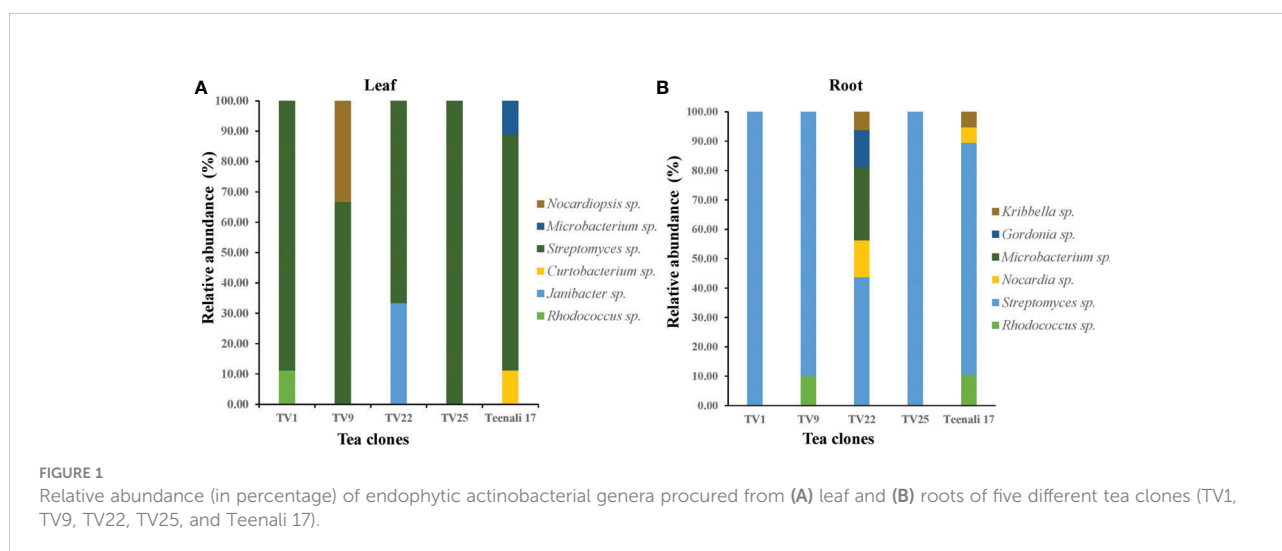 A
Leaf
Relative abundance (%)
100.00
90.00
80.00
70.00
60.00
50.00
40.00
30.00
20.00
10.00
0.00
TV1 TV9 TV22 TV25 Teenali 17
Tea clones
Nocardiopsis sp.
Microbacterium sp.
Streptomyces sp.
Curtobacterium sp.
Janibacter sp.
Rhodococcus sp.
B
Root
Relative abundance (%)
100.00
90.00
80.00
70.00
60.00
50.00
40.00
30.00
20.00
10.00
0.00
TV1 TV9 TV22 TV25 Teenali 17
Tea clones
Kribbella sp.
Gordonia sp.
Microbacterium sp
Nocardia sp.
Streptomyces sp.
Rhodococcus sp.
FIGURE 1
Relative abundance (in percentage) of endophytic actinobacterial genera procured from (A) leaf and (B) roots of five different tea clones (TV1,
TV9, TV22, TV25, and Teenali 17).